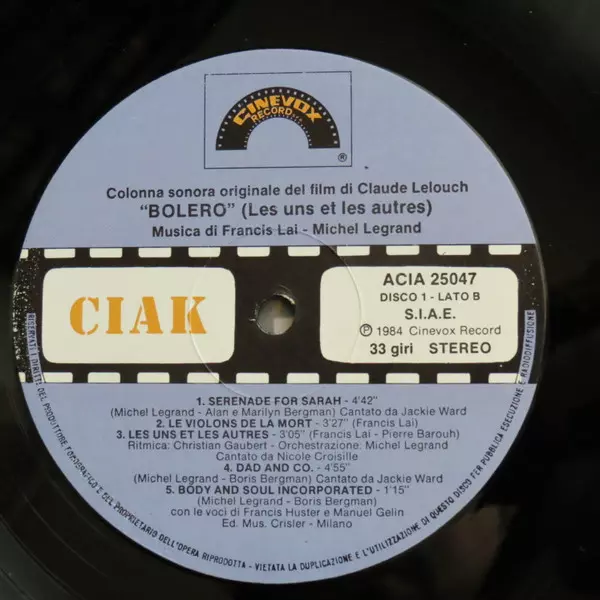 CINEVOX
RECORD
®
Colonna sonora originale del film di Claude Lelouch
"BOLERO" (Les uns et les autres)
Musica di Francis Lai - Michel Legrand
CIAK
ACIA 25047
DISCO 1 - LATO B
S.I.A.E.
℗ 1984 Cinevox Record
33 giri STEREO
1. SERENADE FOR SARAH - 4'42"
(Michel Legrand - Alan e Marilyn Bergman) Cantato da Jackie Ward
2. LE VIOLONS DE LA MORT - 3'27" (Francis Lai)
3. LES UNS ET LES AUTRES - 3'05" (Francis Lai - Pierre Barouh)
Ritmica: Christian Gaubert - Orchestrazione: Michel Legrand
Cantato da Nicole Croisille
4. DAD AND CO. - 4'55"
(Michel Legrand - Boris Bergman) Cantato da Jackie Ward
5. BODY AND SOUL INCORPORATED - 1'15"
(Michel Legrand - Boris Bergman)
con le voci di Francis Huster e Manuel Gelin
Ed. Mus. Crisler - Milano
RISERVATI I DIRITTI DEL PRODUTTORE FONOGRAFICO E DEL PROPRIETARIO DELL'OPERA RIPRODOTTA - VIETATA LA DUPLICAZIONE E L'UTILIZZAZIONE DI QUESTO DISCO PER PUBBLICA ESECUZIONE E RADIODIFFUSIONE